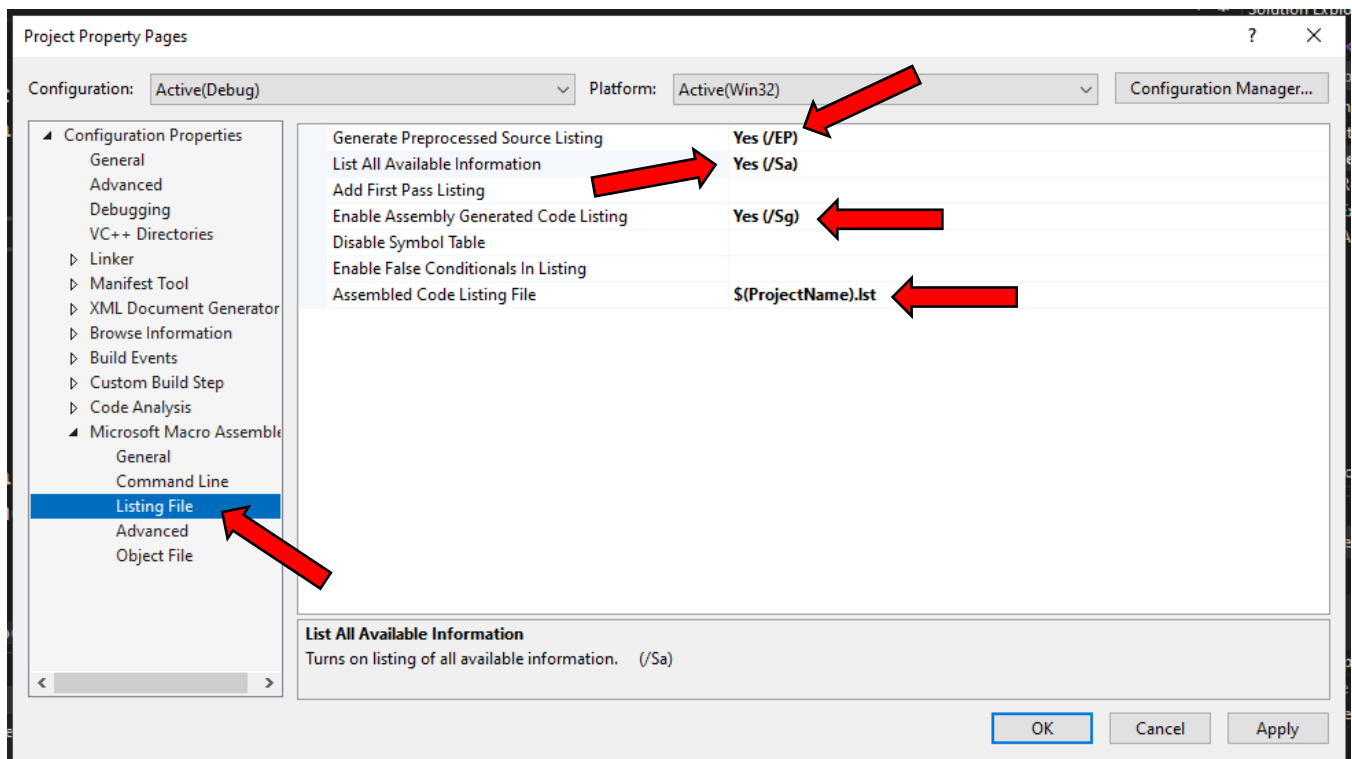 Solution Explo
Project Property Pages ?
Configuration: Active(Debug) Platform: Active(Win32) Configuration Manager...
Configuration Properties
General
Advanced
Debugging
VC++ Directories
Linker
Manifest Tool
XML Document Generator
Browse Information
Build Events
Custom Build Step
Code Analysis
Microsoft Macro Assemble
General
Command Line
Listing File
Advanced
Object File
Generate Preprocessed Source Listing Yes (/EP)
List All Available Information Yes (/Sa)
Add First Pass Listing
Enable Assembly Generated Code Listing Yes (/Sg)
Disable Symbol Table
Enable False Conditionals In Listing
Assembled Code Listing File $(ProjectName).lst
List All Available Information
Turns on listing of all available information. (/Sa)
OK Cancel Apply